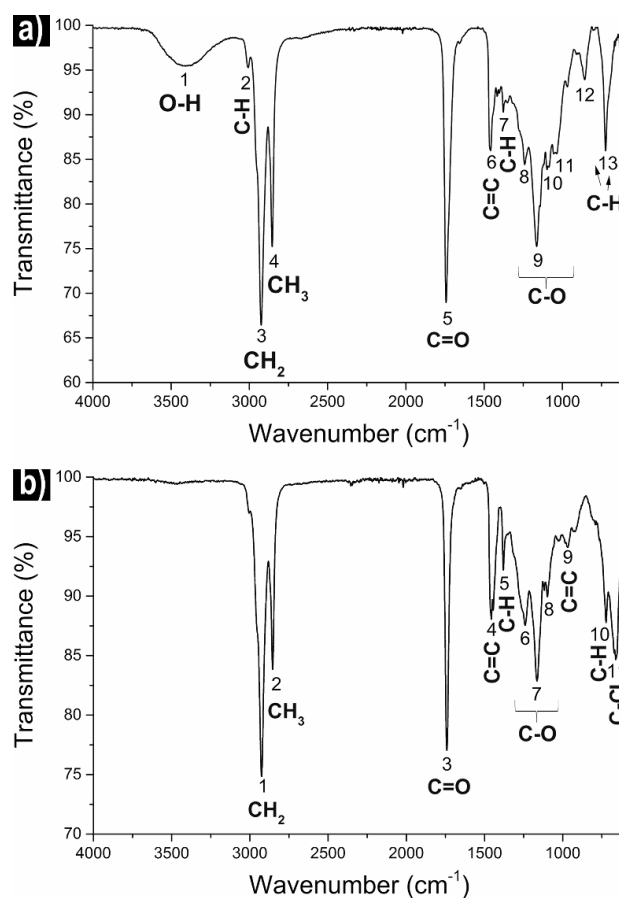 a)
100
95
90
85
80
75
70
65
60
Transmittance (%)
1
O-H
2
C-H
3
CH₂
4
CH₃
5
C=O
6
C=C
7
C-H
8
9
10
11
C-O
12
13
C-H
4000 3500 3000 2500 2000 1500 1000
Wavenumber (cm⁻¹)
b)
100
95
90
85
80
75
70
Transmittance (%)
1
CH₂
2
CH₃
3
C=O
4
C=C
5
C-H
6
7
8
C-O
9
C=C
10
C-H
4000 3500 3000 2500 2000 1500 1000
Wavenumber (cm⁻¹)